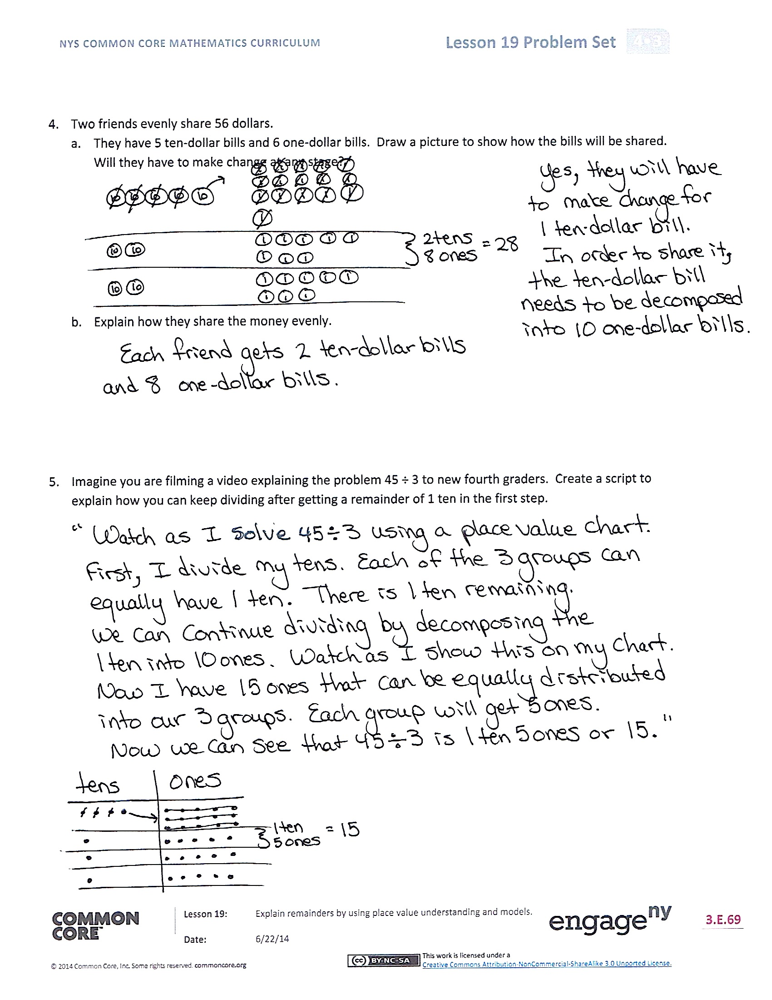 NYS COMMON CORE MATHEMATICS CURRICULUM
Lesson 19 Problem Set 4•3
4. Two friends evenly share 56 dollars.
a. They have 5 ten-dollar bills and 6 one-dollar bills. Draw a picture to show how the bills will be shared.
Will they have to make change at any stage?
10 10 10 10 10
1 1 1 1 1
1 1 1 1 1
1 1 1 1 1
1
10 10
1 1 1 1 1
1 1 1
2 tens
8 ones = 28
10 10
1 1 1 1 1
1 1 1
Yes, they will have
to make change for
1 ten-dollar bill.
In order to share it,
the ten-dollar bill
needs to be decomposed
into 10 one-dollar bills.
b. Explain how they share the money evenly.
Each friend gets 2 ten-dollar bills
and 8 one-dollar bills.
5. Imagine you are filming a video explaining the problem 45 ÷ 3 to new fourth graders. Create a script to
explain how you can keep dividing after getting a remainder of 1 ten in the first step.
"Watch as I solve 45÷3 using a place value chart.
First, I divide my tens. Each of the 3 groups can
equally have 1 ten. There is 1 ten remaining.
We can continue dividing by decomposing the
1 ten into 10 ones. Watch as I show this on my chart.
Now I have 15 ones that can be equally distributed
into our 3 groups. Each group will get 5 ones.
Now we can see that 45÷3 is 1 ten 5 ones or 15."
tens ones
1 ten
5 ones = 15
COMMON
CORE™
Lesson 19: Explain remainders by using place value understanding and models.
Date: 6/22/14
engage ny
3.E.69
© 2014 Common Core, Inc. Some rights reserved. commoncore.org
(cc) BY-NC-SA
This work is licensed under a
Creative Commons Attribution-NonCommercial-ShareAlike 3.0 Unported License.